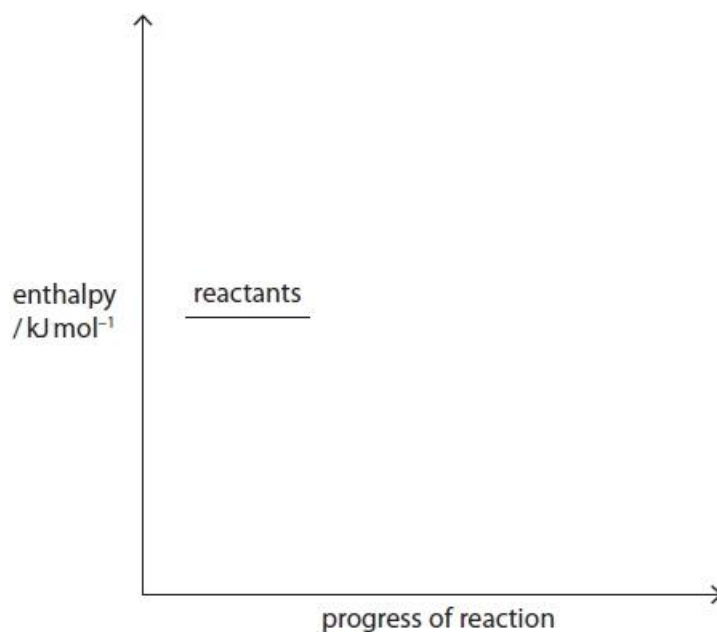 reactants
enthalpy
/ kJ mol⁻¹
progress of reaction